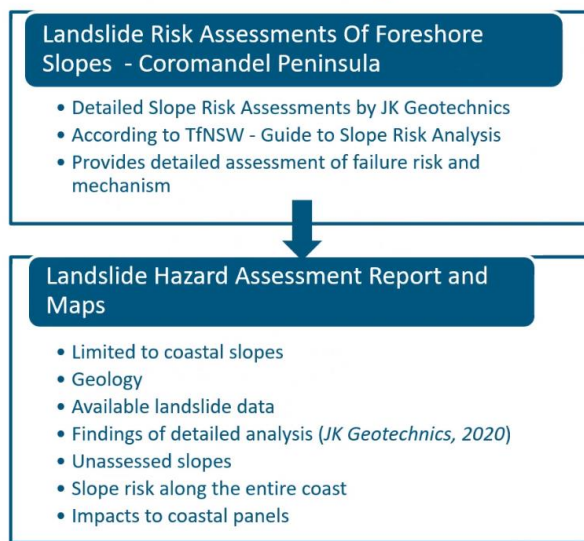 Landslide Risk Assessments Of Foreshore
Slopes - Coromandel Peninsula
• Detailed Slope Risk Assessments by JK Geotechnics
• According to TfNSW - Guide to Slope Risk Analysis
• Provides detailed assessment of failure risk and
mechanism
Landslide Hazard Assessment Report and
Maps
• Limited to coastal slopes
• Geology
• Available landslide data
• Findings of detailed analysis (JK Geotechnics, 2020)
• Unassessed slopes
• Slope risk along the entire coast
• Impacts to coastal panels